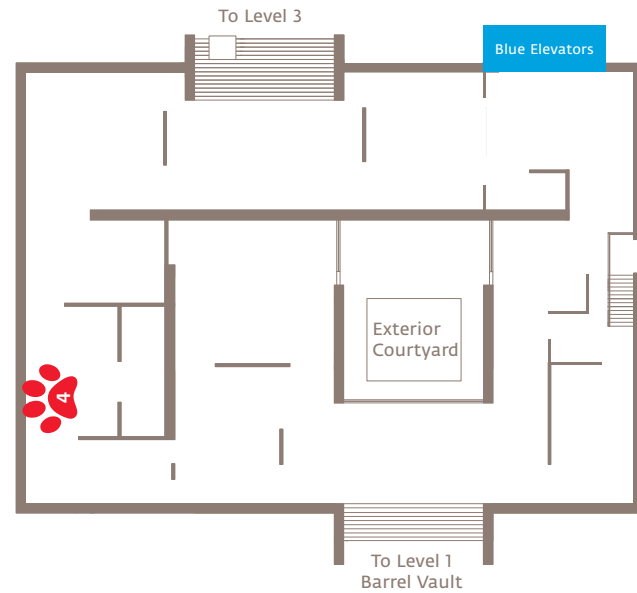 To Level 3
Blue Elevators
Exterior
Courtyard
4
To Level 1
Barrel Vault